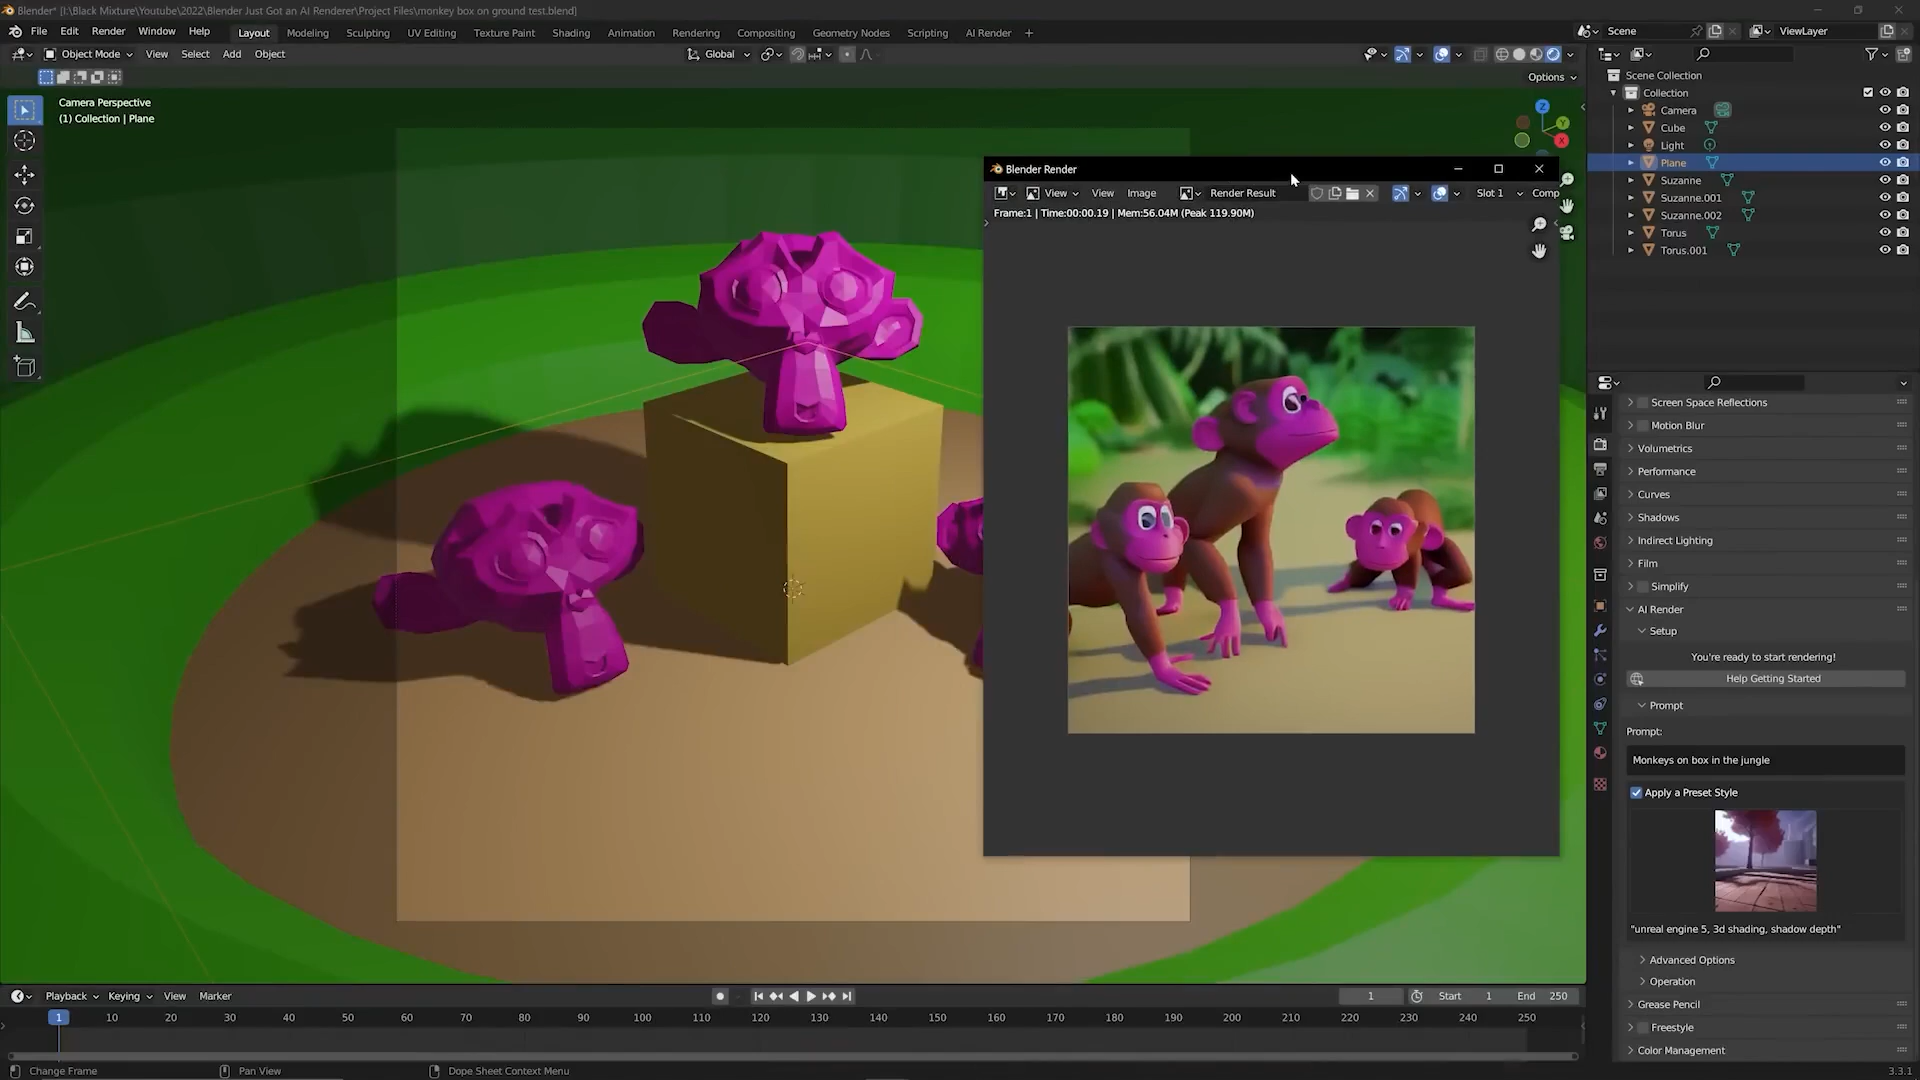 Blender* [I:\Black Mixture\Youtube\2022\Blender Just Got an AI Renderer\Project Files\monkey box on ground test.blend]
File Edit Render Window Help Layout Modeling Sculpting UV Editing Texture Paint Shading Animation Rendering Compositing Geometry Nodes Scripting AI Render + Scene ViewLayer
Object Mode View Select Add Object Global
Options
Camera Perspective
(1) Collection | Plane
Z
Y
X
Blender Render
View View Image Render Result Slot 1 Comp
Frame:1 | Time:00:00.19 | Mem:56.04M (Peak 119.90M)
Scene Collection
Collection
Camera
Cube
Light
Plane
Suzanne
Suzanne.001
Suzanne.002
Torus
Torus.001
Screen Space Reflections
Motion Blur
Volumetrics
Performance
Curves
Shadows
Indirect Lighting
Film
Simplify
AI Render
Setup
You're ready to start rendering!
Help Getting Started
Prompt
Prompt:
Monkeys on box in the jungle
Apply a Preset Style
"unreal engine 5, 3d shading, shadow depth"
Advanced Options
Operation
Grease Pencil
Freestyle
Color Management
Playback Keying View Marker 1 Start 1 End 250
1 10 20 30 40 50 60 70 80 90 100 110 120 130 140 150 160 170 180 190 200 210 220 230 240 250
Change Frame Pan View Dope Sheet Context Menu 3.3.1